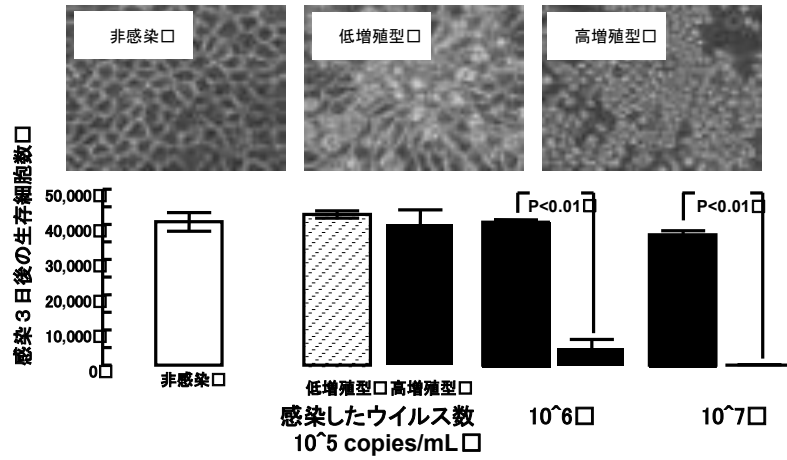 非感染□
低増殖型□
高増殖型□
感染３日後の生存細胞数□
50,000□
40,000□
30,000□
20,000□
10,000□
0□
P<0.01□
P<0.01□
非感染□
低増殖型□ 高増殖型□
感染したウイルス数
10^5 copies/mL□
10^6□
10^7□